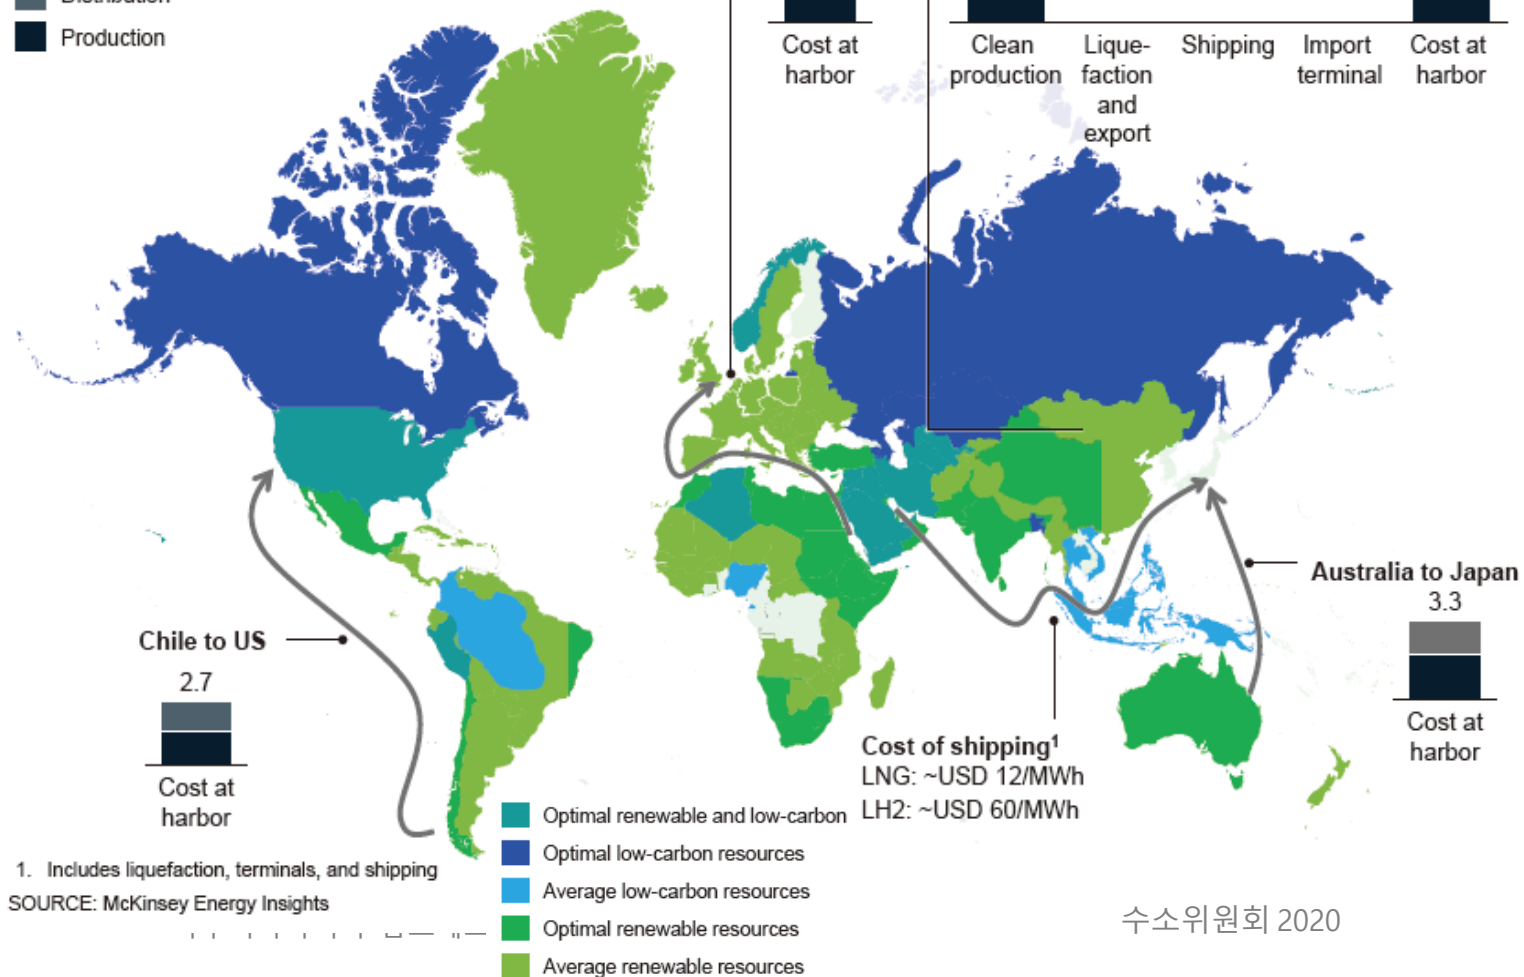 Distribution
Production
Cost at
harbor
Clean
production
Lique-
faction
and
export
Shipping
Import
terminal
Cost at
harbor
Chile to US
2.7
Cost at
harbor
Australia to Japan
3.3
Cost at
harbor
Cost of shipping¹
LNG: ~USD 12/MWh
LH2: ~USD 60/MWh
Optimal renewable and low-carbon
Optimal low-carbon resources
Average low-carbon resources
Optimal renewable resources
Average renewable resources
1. Includes liquefaction, terminals, and shipping
SOURCE: McKinsey Energy Insights
수소위원회 2020